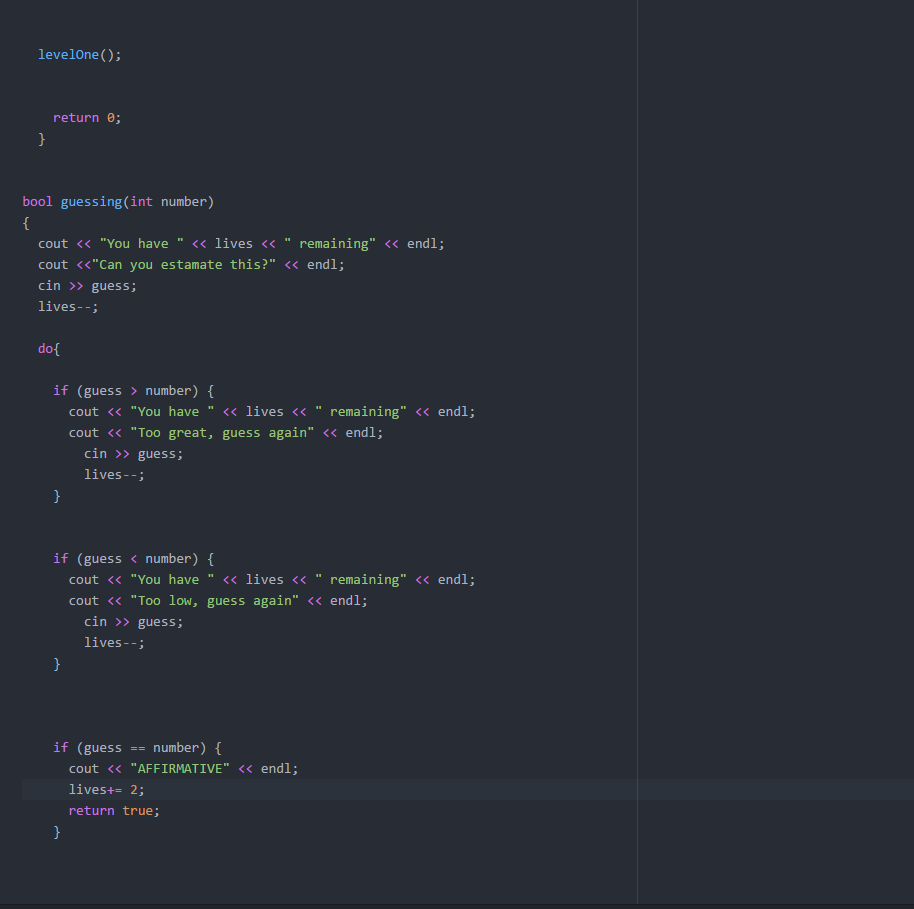 levelOne();
return 0;
}
bool guessing(int number)
{
cout << "You have " << lives << " remaining" << endl;
cout <<"Can you estamate this?" << endl;
cin >> guess;
lives--;
do{
if (guess > number) {
cout << "You have " << lives << " remaining" << endl;
cout << "Too great, guess again" << endl;
cin >> guess;
lives--;
}
if (guess < number) {
cout << "You have " << lives << " remaining" << endl;
cout << "Too low, guess again" << endl;
cin >> guess;
lives--;
}
if (guess == number) {
cout << "AFFIRMATIVE" << endl;
lives+= 2;
return true;
}